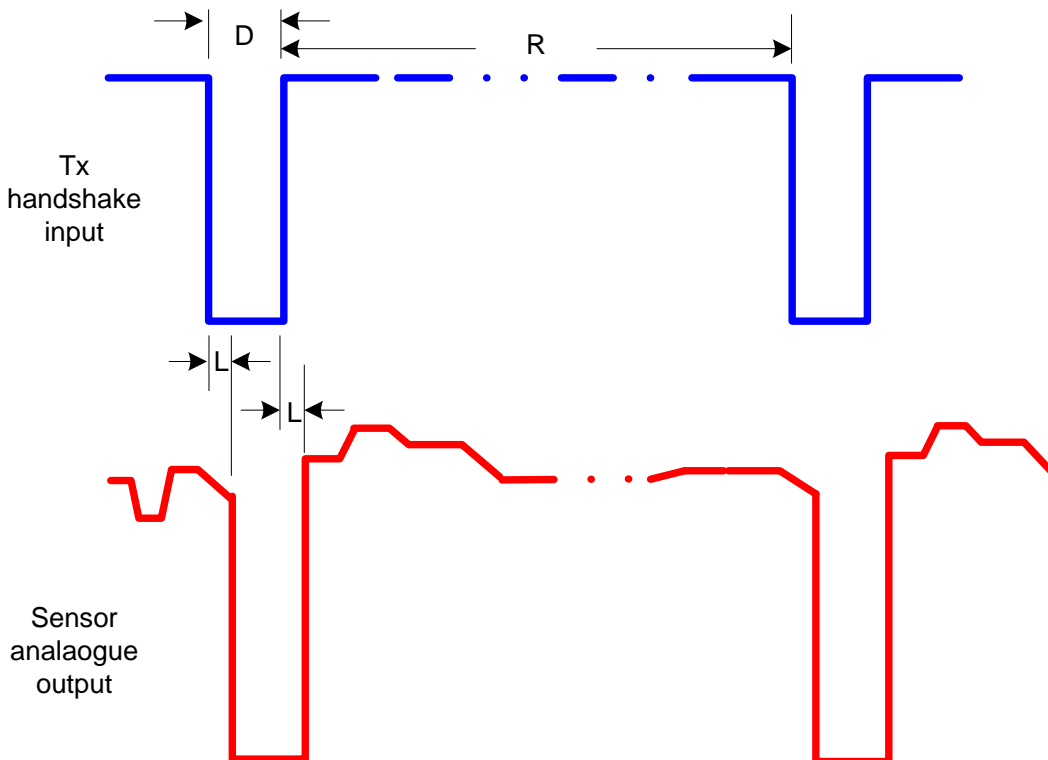 D
R
Tx
handshake
input
L
L
Sensor
analaogue
output